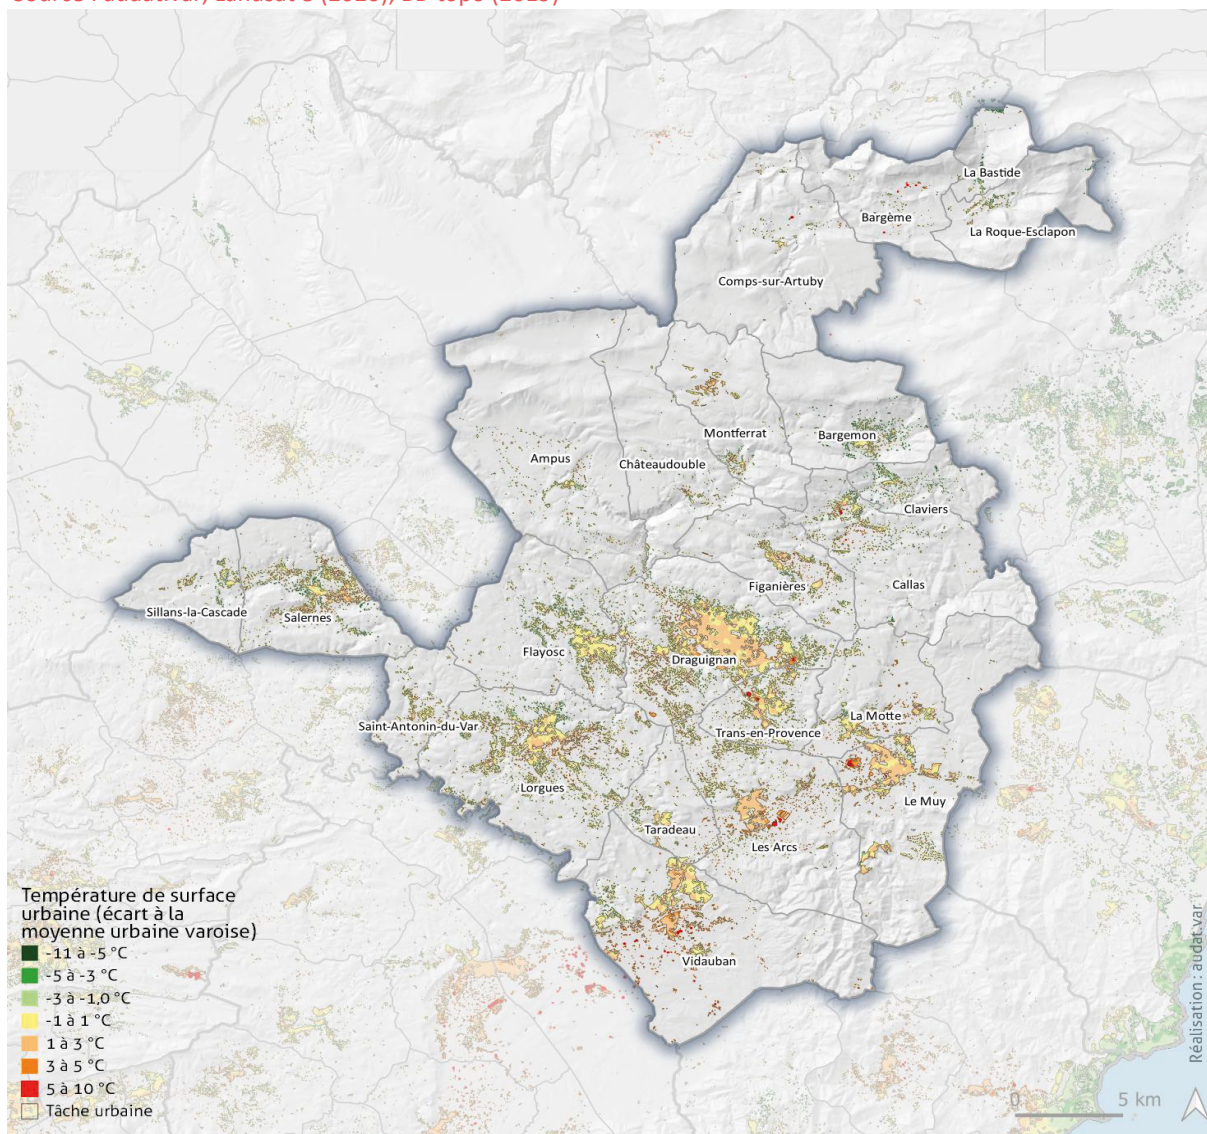 La Bastide
Bargème
La Roque-Esclapon
Comps-sur-Artuby
Montferrat
Bargemon
Ampus
Châteaudouble
Claviers
Figanières
Callas
Sillans-la-Cascade
Salernes
Flayosc
Draguignan
Saint-Antonin-du-Var
La Motte
Trans-en-Provence
Lorgues
Le Muy
Taradeau
Les Arcs
Vidauban
Température de surface
urbaine (écart à la
moyenne urbaine varoise)
-11 à -5 °C
-5 à -3 °C
-3 à -1,0 °C
-1 à 1 °C
1 à 3 °C
3 à 5 °C
5 à 10 °C
Tâche urbaine
0 5 km
Réalisation : audat.var